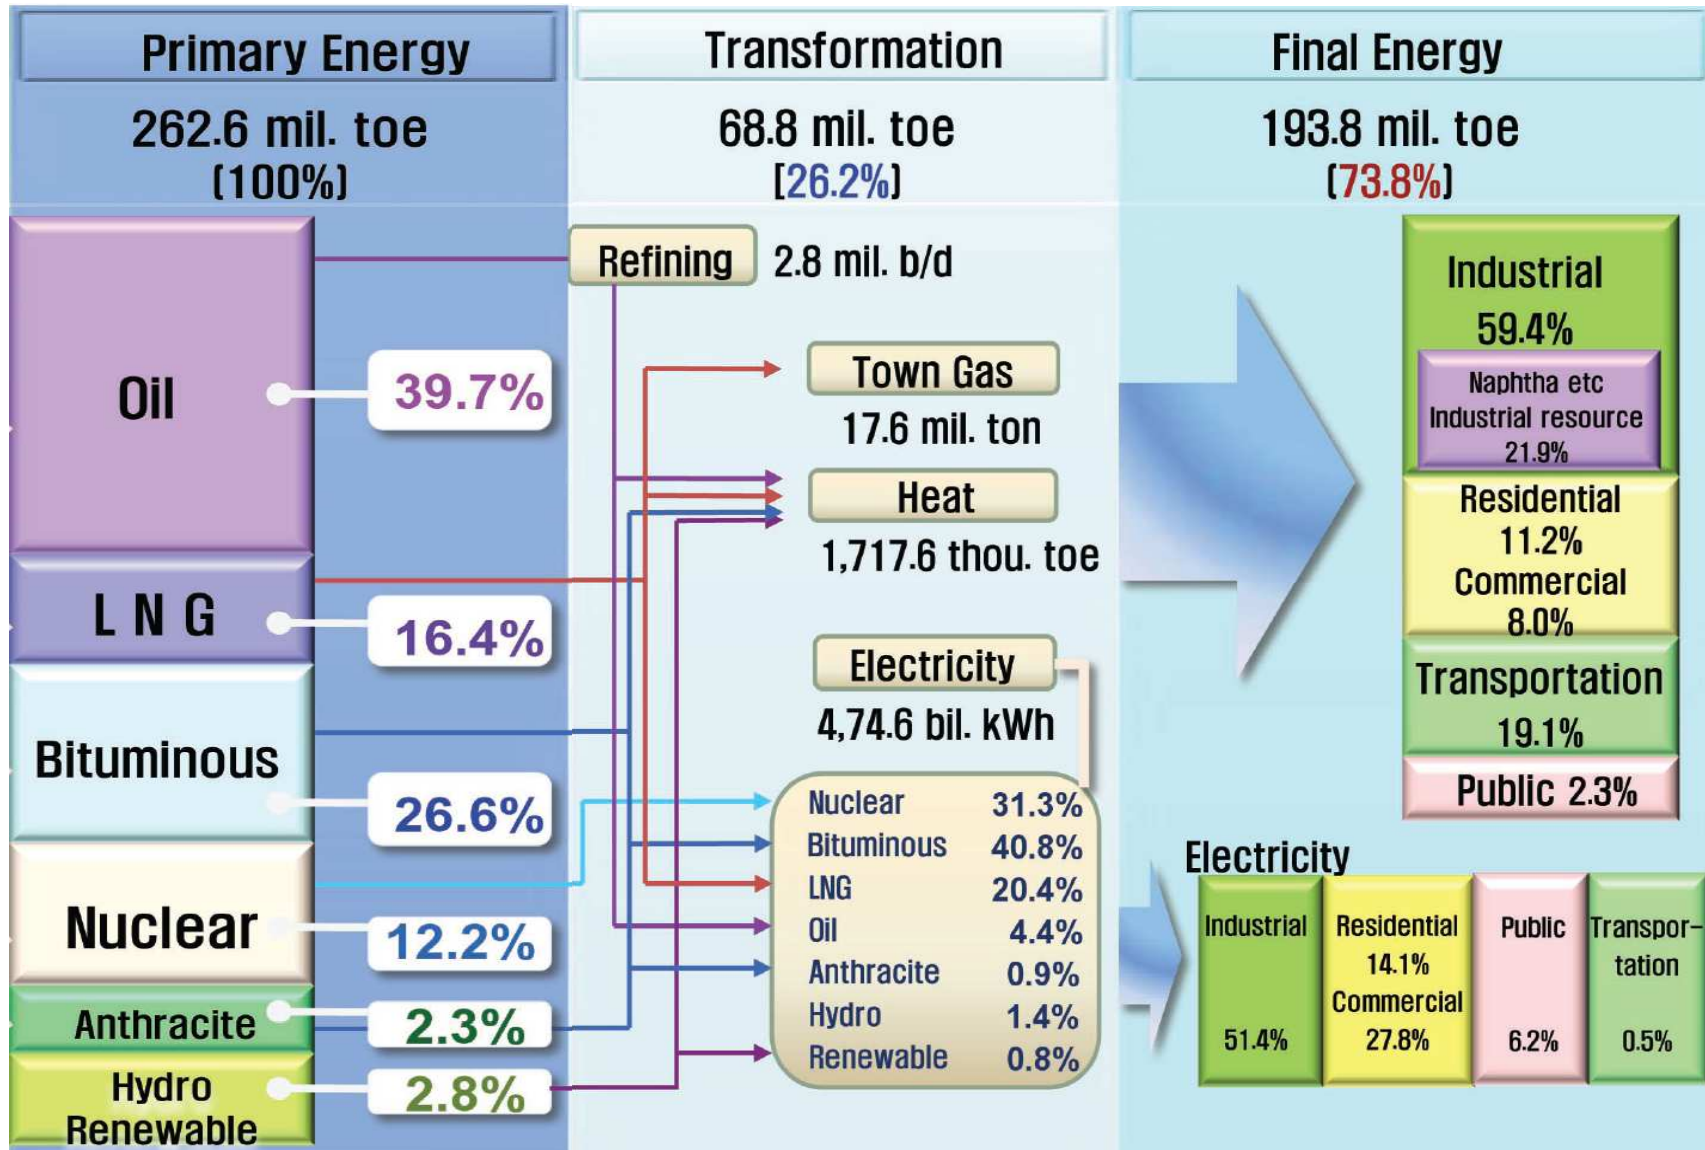 Primary Energy
262.6 mil. toe
(100%)
Oil
39.7%
L N G
16.4%
Bituminous
26.6%
Nuclear
12.2%
Anthracite
2.3%
Hydro
Renewable
2.8%
Transformation
68.8 mil. toe
(26.2%)
Refining
2.8 mil. b/d
Town Gas
17.6 mil. ton
Heat
1,717.6 thou. toe
Electricity
4,74.6 bil. kWh
Nuclear 31.3%
Bituminous 40.8%
LNG 20.4%
Oil 4.4%
Anthracite 0.9%
Hydro 1.4%
Renewable 0.8%
Final Energy
193.8 mil. toe
(73.8%)
Industrial
59.4%
Naphtha etc
Industrial resource
21.9%
Residential
11.2%
Commercial
8.0%
Transportation
19.1%
Public 2.3%
Electricity
Industrial
51.4%
Residential
14.1%
Commercial
27.8%
Public
6.2%
Transpor-
tation
0.5%